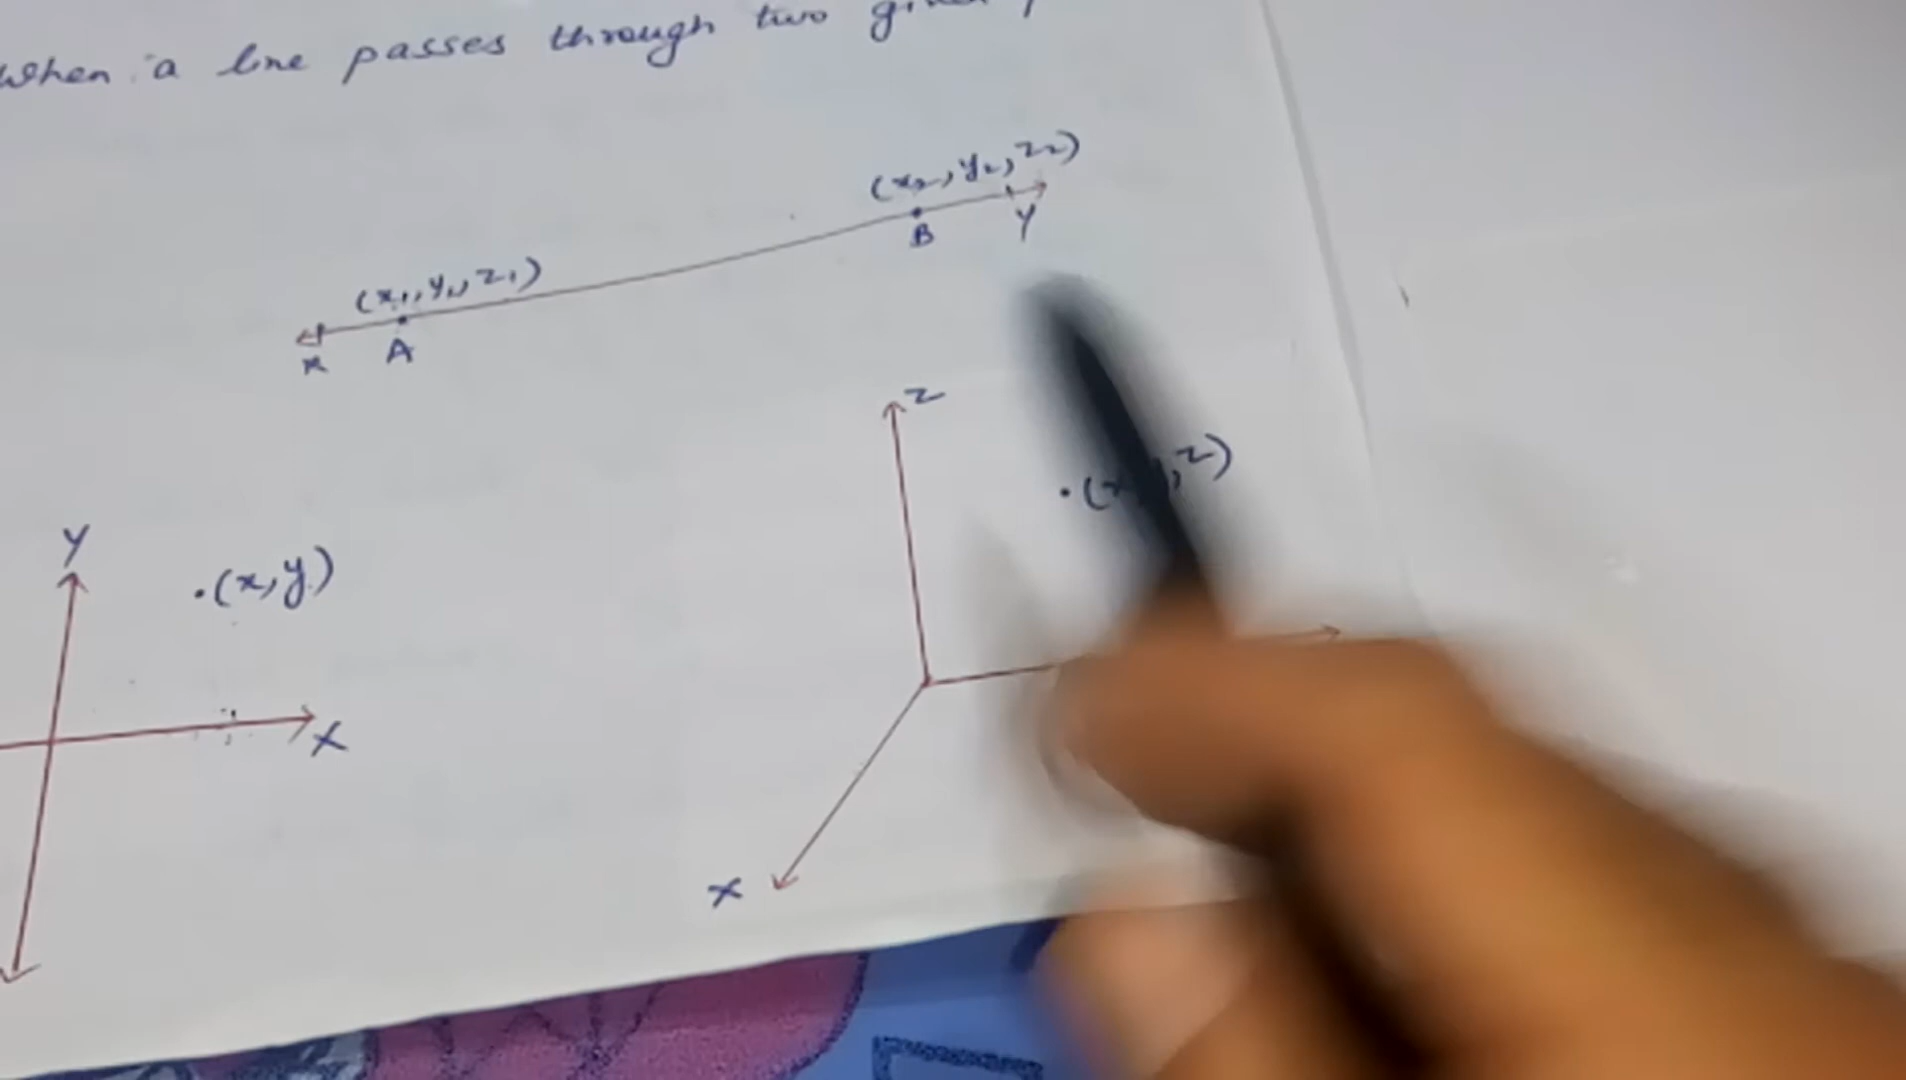 When a line passes through two
(x₂, y₂, z₂)
B
Y
(x₁, y₁, z₁)
X
A
Z
Y
.(x, y)
X
X